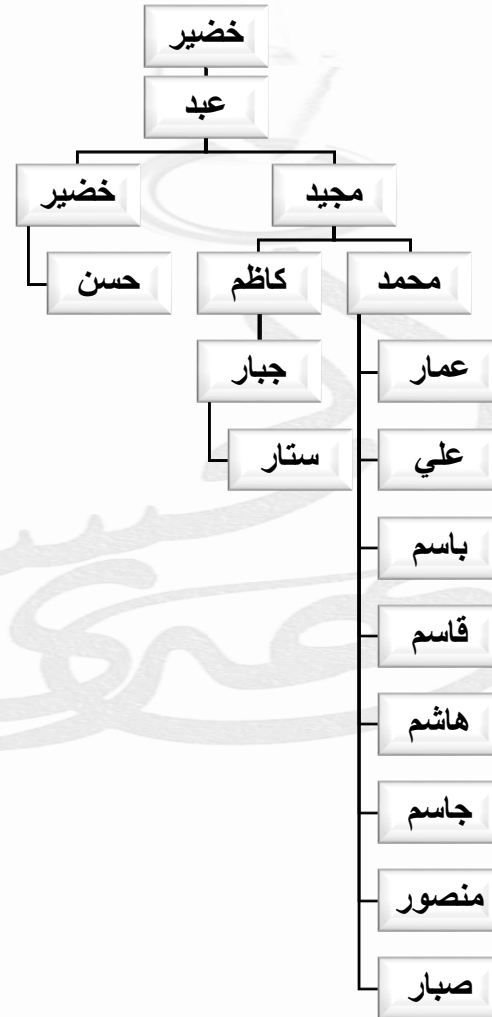 خضير
عبد
مجيد
خضير
محمد
كاظم
حسن
عمار
جبار
علي
ستار
باسم
قاسم
هاشم
جاسم
منصور
صبار